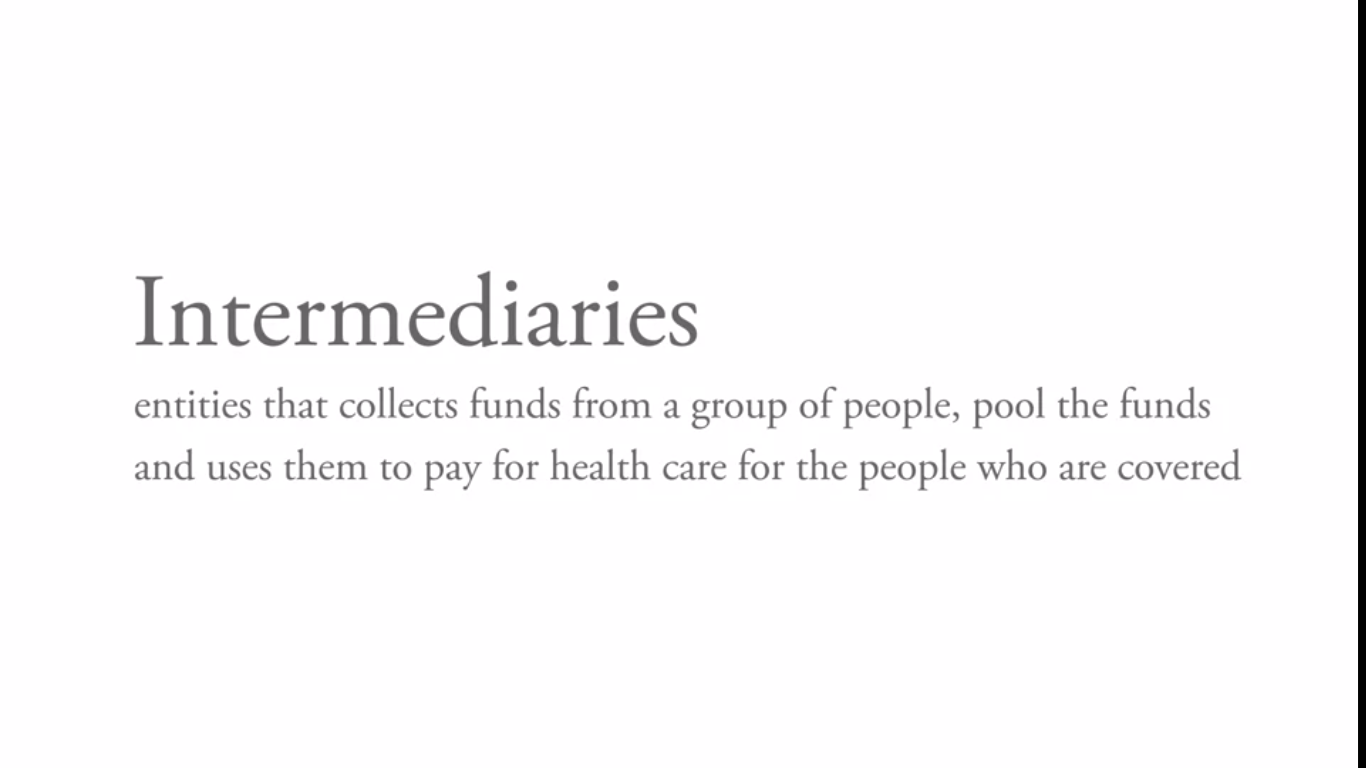 Intermediaries
entities that collects funds from a group of people, pool the funds
and uses them to pay for health care for the people who are covered